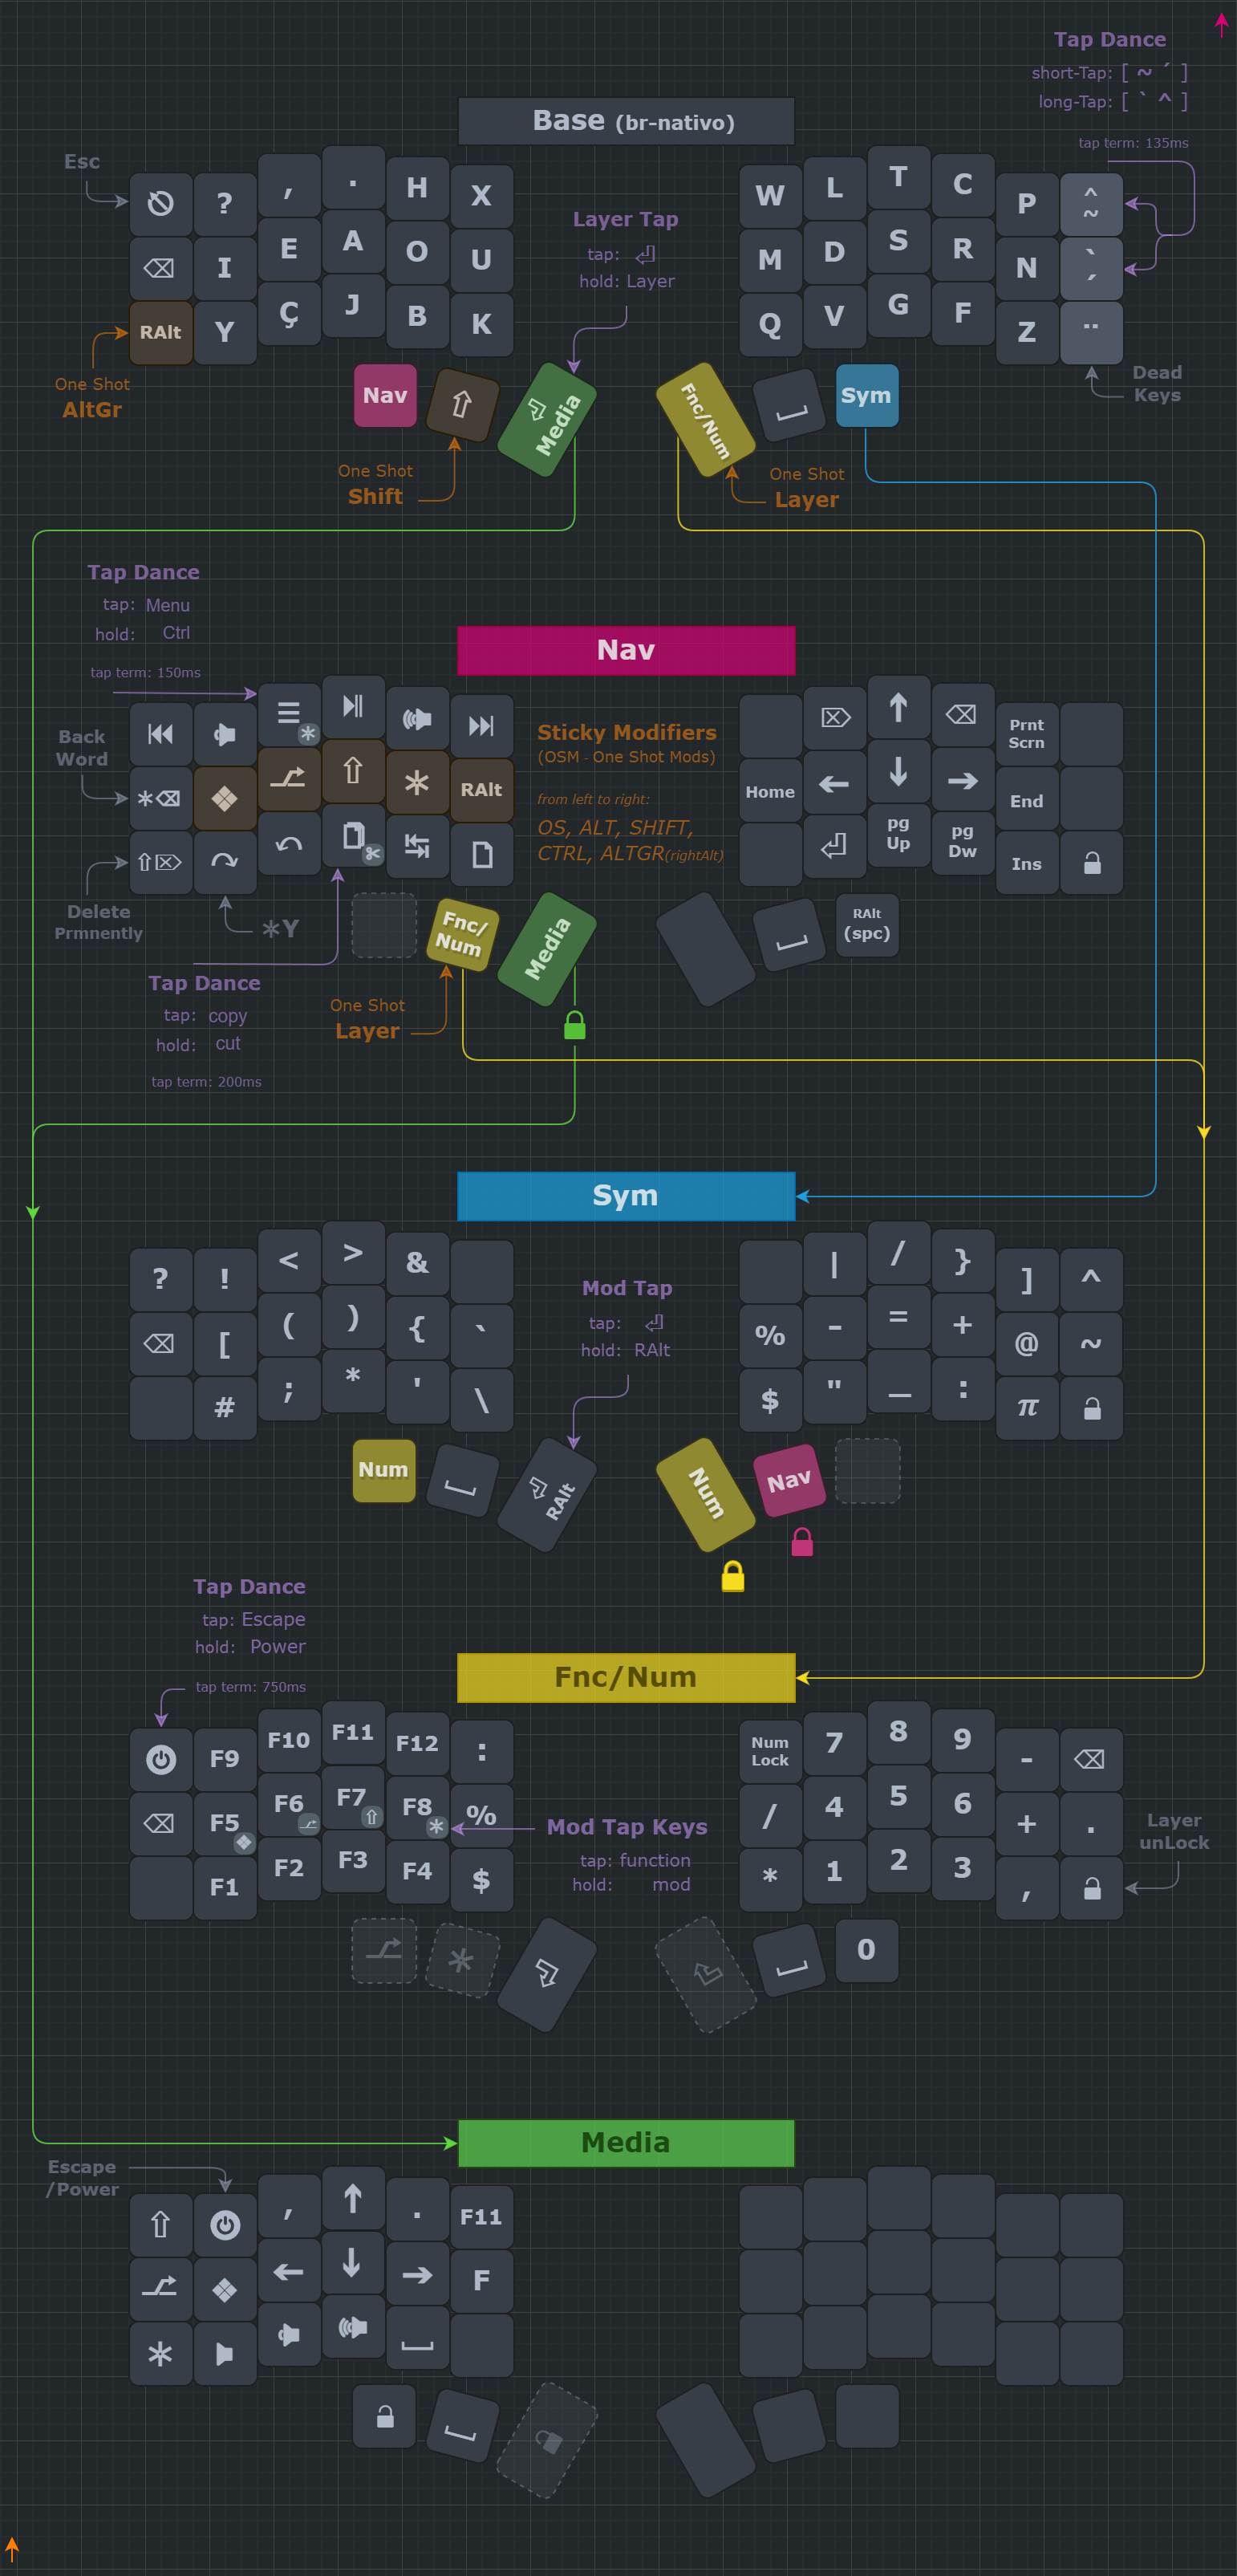 Tap Dance
short-Tap: [ ~ ´ ]
long-Tap: [ ` ^ ]
tap term: 135ms
Base (br-nativo)
Esc
? , . H X
W L T C P ^ ~
I E A O U
M D S R N ` ´
RAlt Y Ç J B K
Q V G F Z ¨
Layer Tap
tap: ⏎
hold: Layer
One Shot
AltGr
Nav ⇧ Media
Fnc/Num Sym
Dead
Keys
One Shot
Shift
One Shot
Layer
Tap Dance
tap: Menu
hold: Ctrl
tap term: 150ms
Nav
Back
Word
Prnt
Scrn
RAlt
Home
End
pg
Up
pg
Dw
Ins
Sticky Modifiers
(OSM - One Shot Mods)
from left to right:
OS, ALT, SHIFT,
CTRL, ALTGR(rightAlt)
Delete
Prmnently
*Y
Fnc/
Num
Media
RAlt
(spc)
Tap Dance
tap: copy
hold: cut
tap term: 200ms
One Shot
Layer
Sym
? ! < > &
| / } ] ^
[ ( ) { `
% - = + @ ~
# ; * ' \
$ " _ : π
Mod Tap
tap: ⏎
hold: RAlt
Num RAlt
Num Nav
Tap Dance
tap: Escape
hold: Power
tap term: 750ms
Fnc/Num
F9 F10 F11 F12 :
Num
Lock
7 8 9 -
F5 F6 F7 F8 %
/ 4 5 6 + .
F1 F2 F3 F4 $
* 1 2 3 ,
Mod Tap Keys
tap: function
hold: mod
Layer
unLock
0
Media
Escape
/Power
, ↑ . F11
← ↓ → F